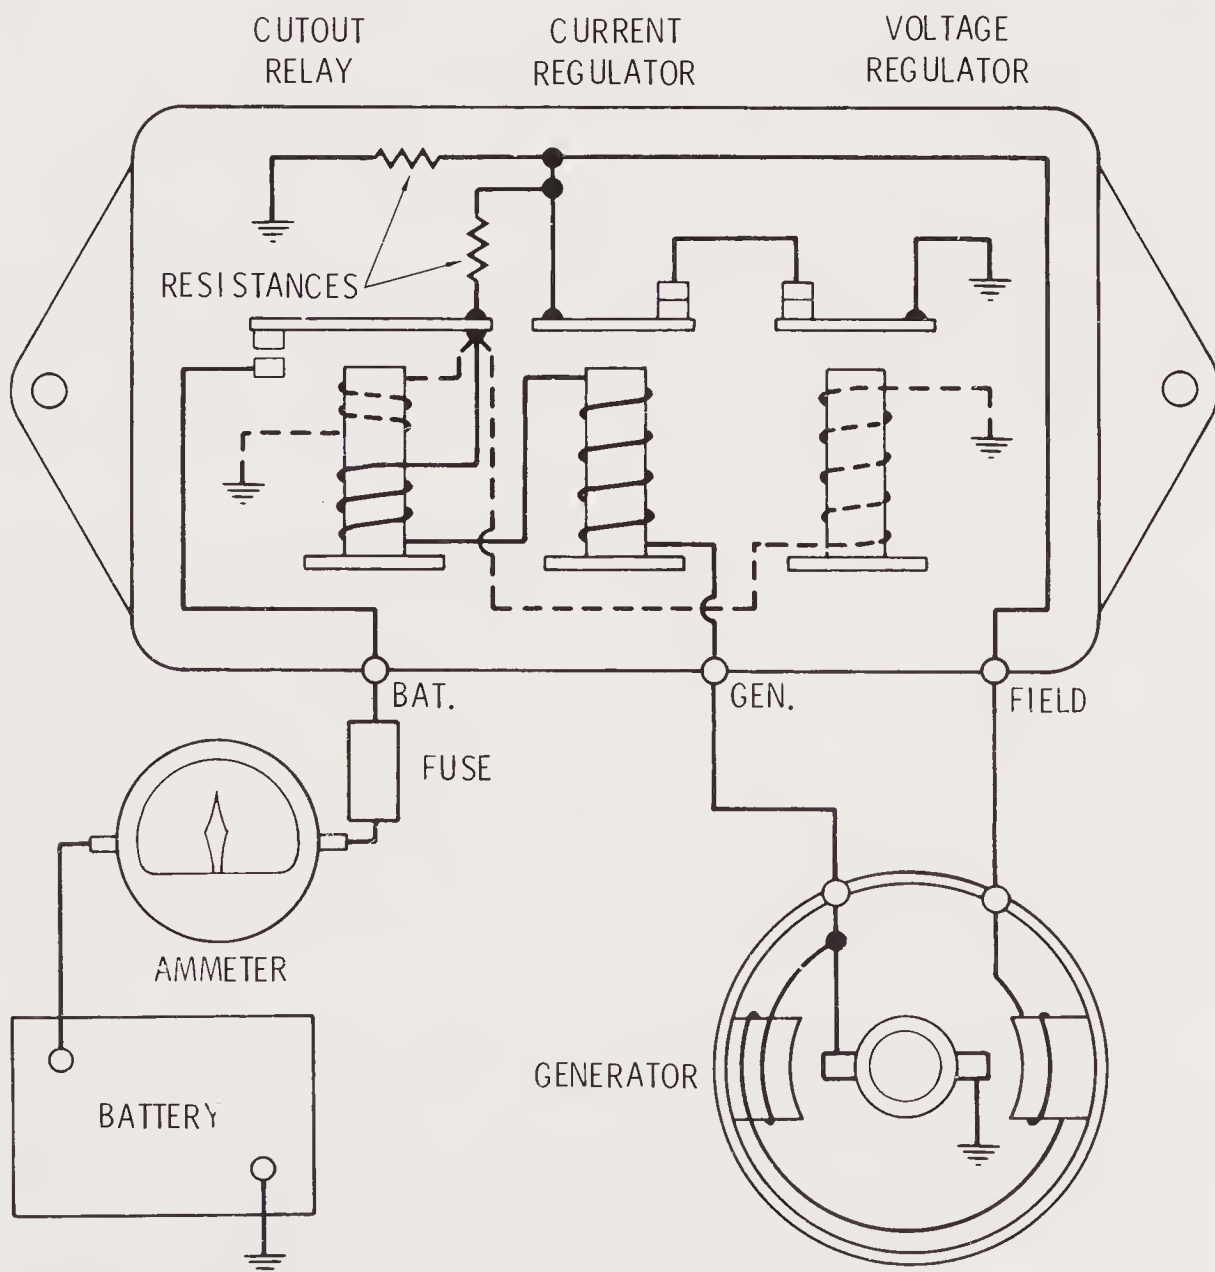 CUTOUT
RELAY
CURRENT
REGULATOR
VOLTAGE
REGULATOR
RESISTANCES
BAT.
GEN.
FIELD
FUSE
AMMETER
GENERATOR
BATTERY